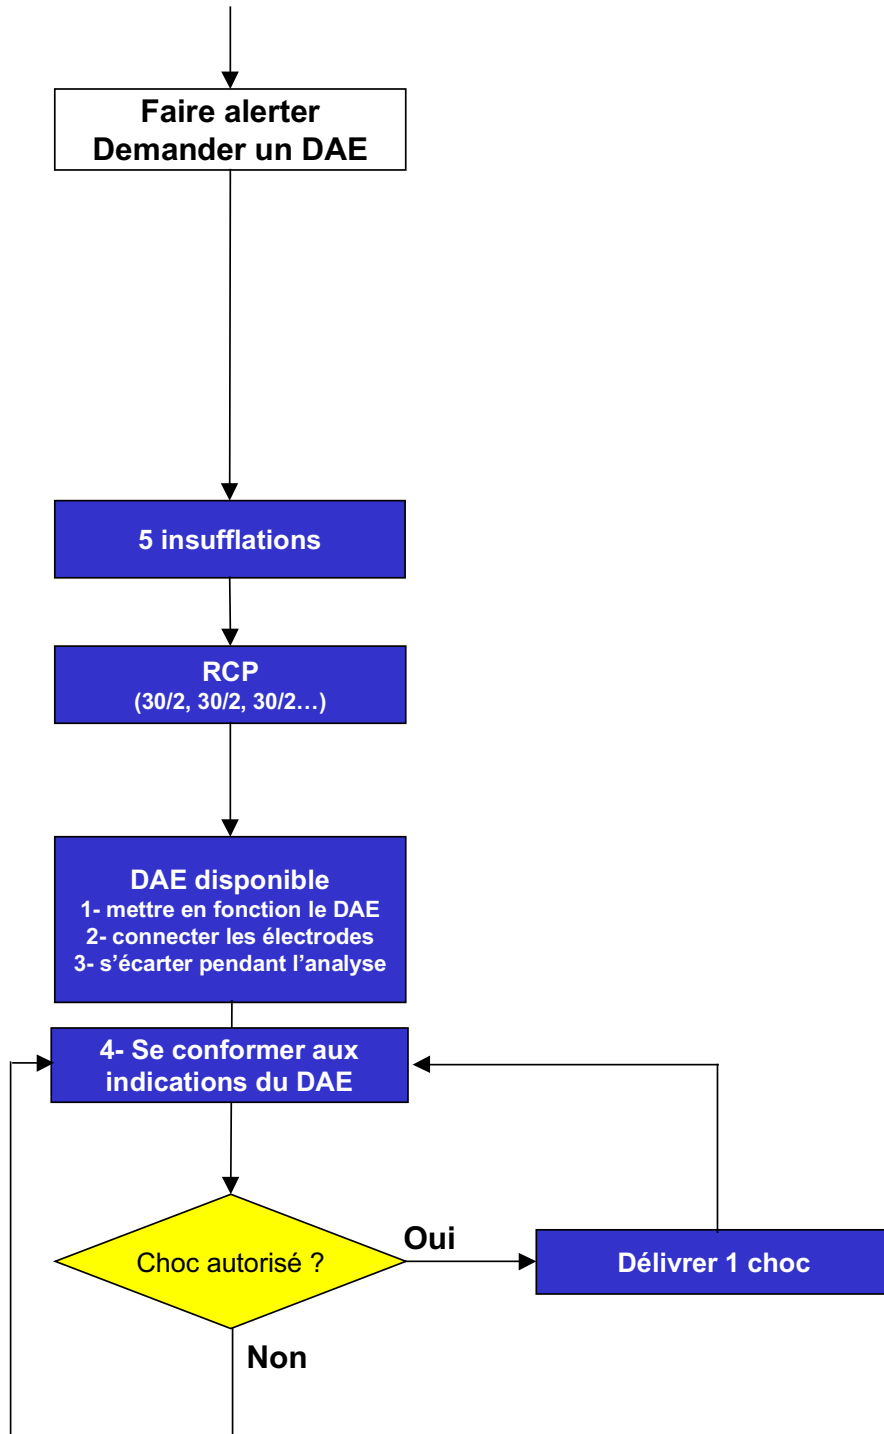 Faire alerter
Demander un DAE
5 insufflations
RCP
(30/2, 30/2, 30/2…)
DAE disponible
1- mettre en fonction le DAE
2- connecter les électrodes
3- s’écarter pendant l’analyse
4- Se conformer aux
indications du DAE
Choc autorisé ?
Oui
Délivrer 1 choc
Non